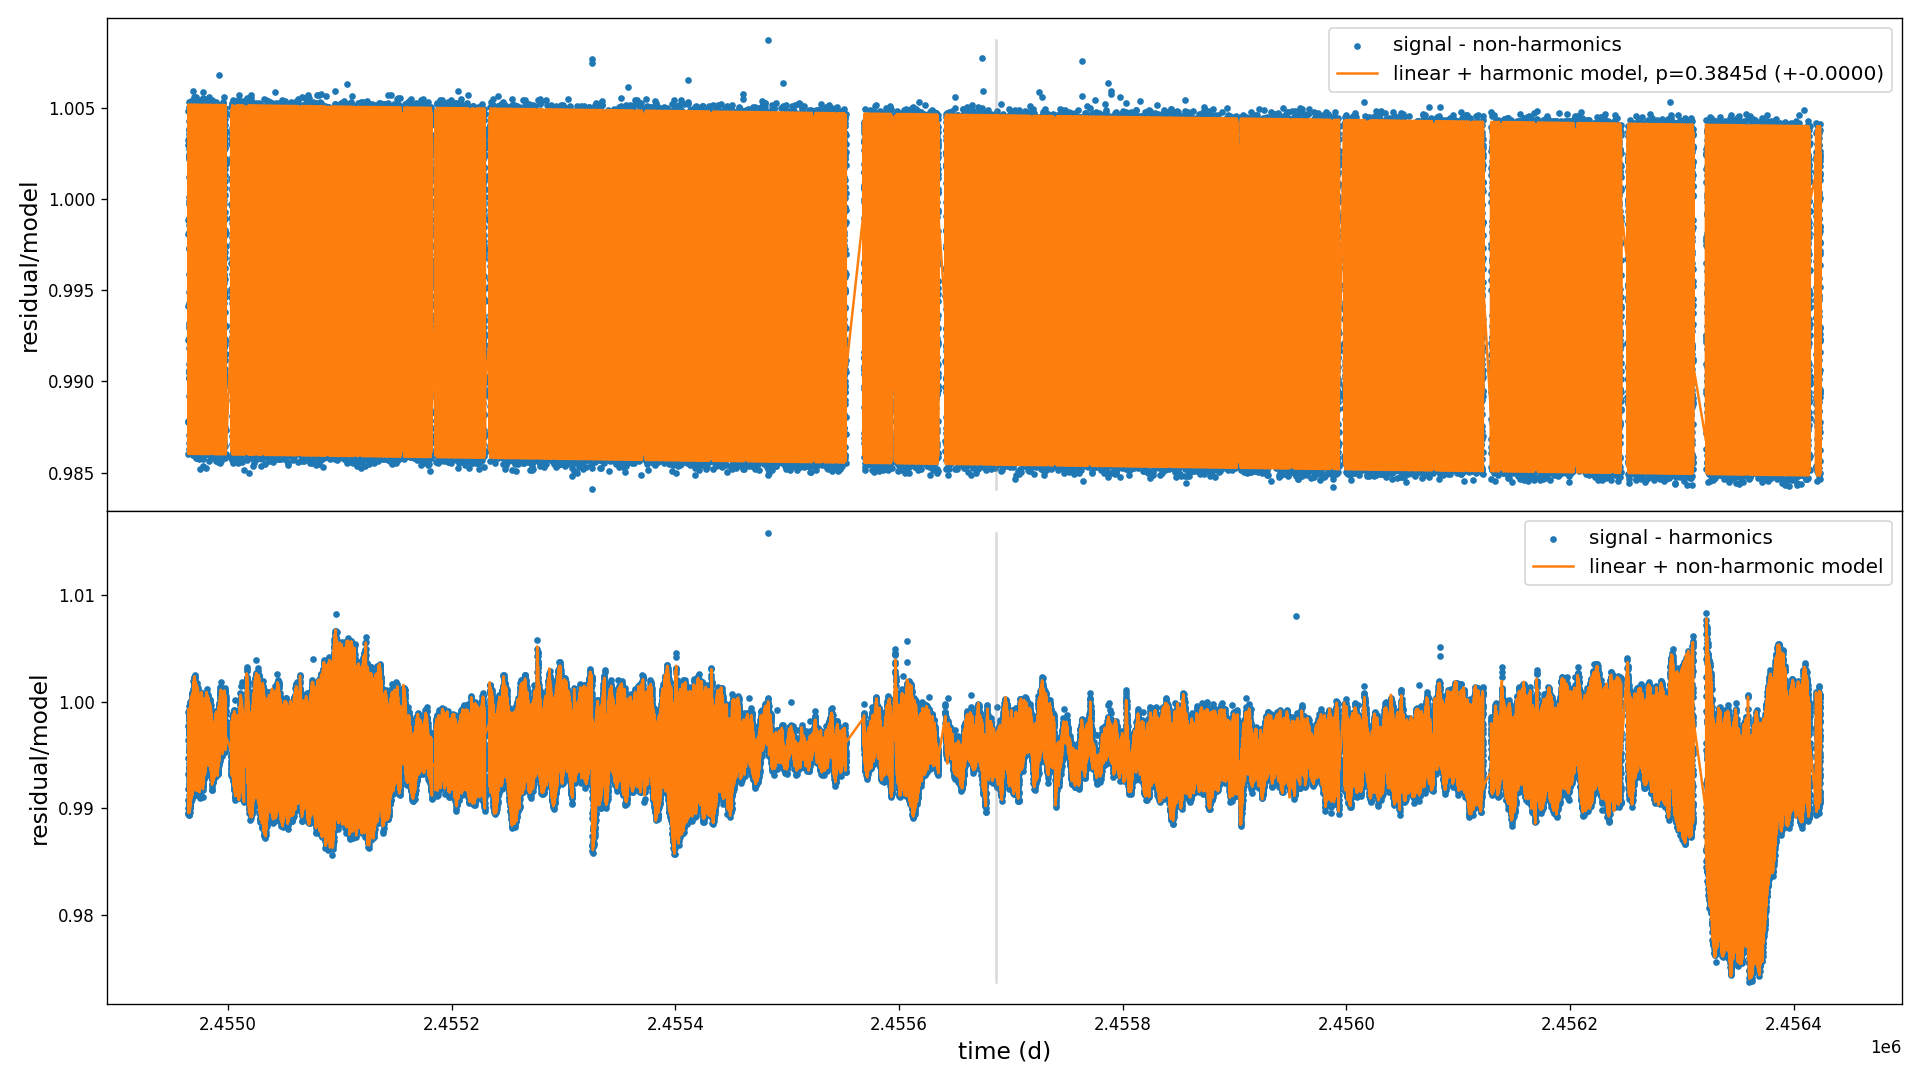 signal - non-harmonics
linear + harmonic model, p=0.3845d (+-0.0000)
1.005
1.000
0.995
0.990
0.985
residual/model
signal - harmonics
linear + non-harmonic model
1.01
1.00
0.99
0.98
residual/model
2.4550
2.4552
2.4554
2.4556
2.4558
2.4560
2.4562
2.4564
time (d)
1e6